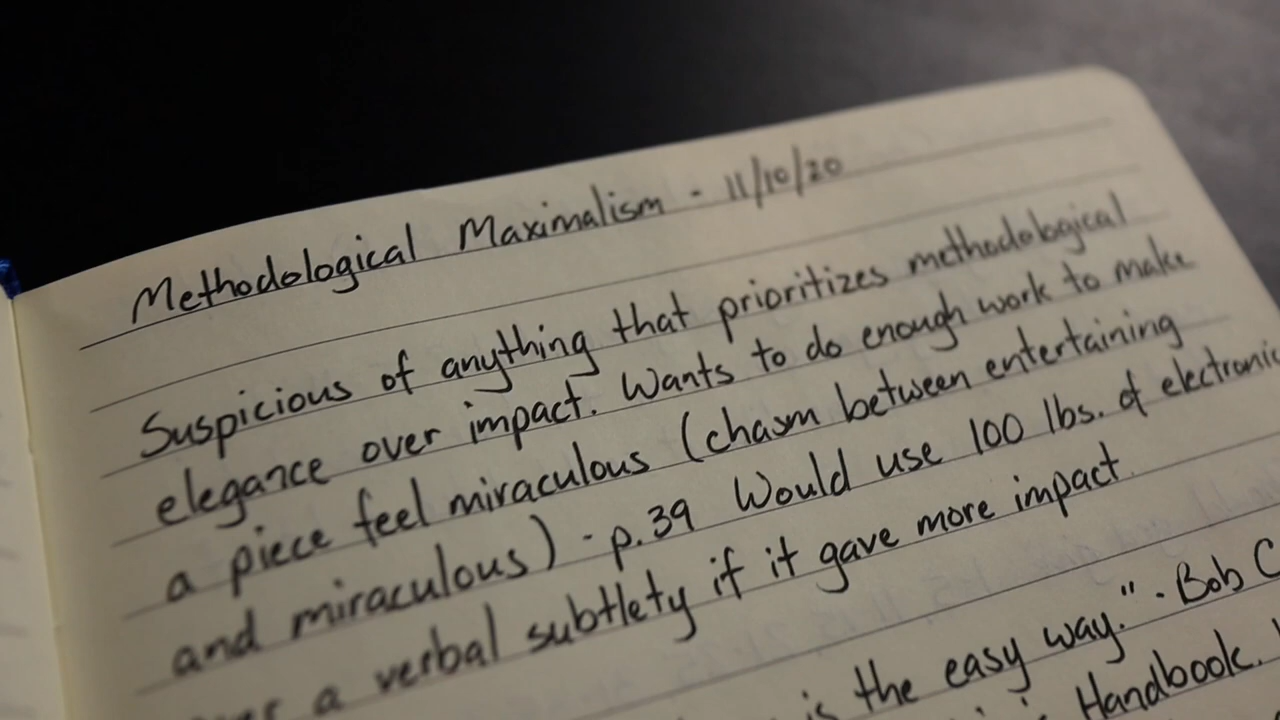 Methodological Maximalism - 11/10/20
Suspicious of anything that prioritizes methodological
elegance over impact. Wants to do enough work to make
a piece feel miraculous (chasm between entertaining
and miraculous) - p.39 Would use 100 lbs. of electronic
a verbal subtlety if it gave more impact
is the easy way." - Bob C
Handbook.